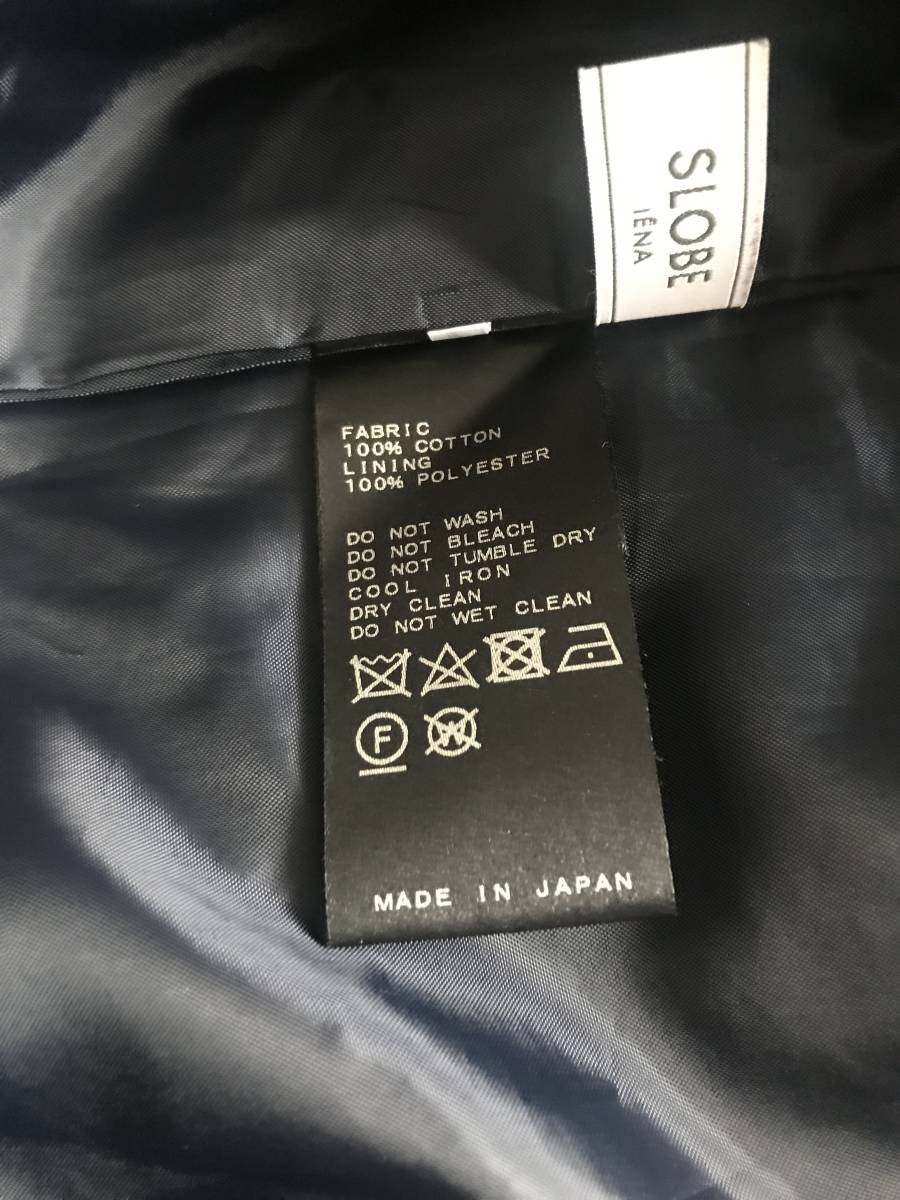 SLOBE
IÉNA
FABRIC
100% COTTON
LINING
100% POLYESTER
DO NOT WASH
DO NOT BLEACH
DO NOT TUMBLE DRY
COOL IRON
DRY CLEAN
DO NOT WET CLEAN
F
W
MADE IN JAPAN